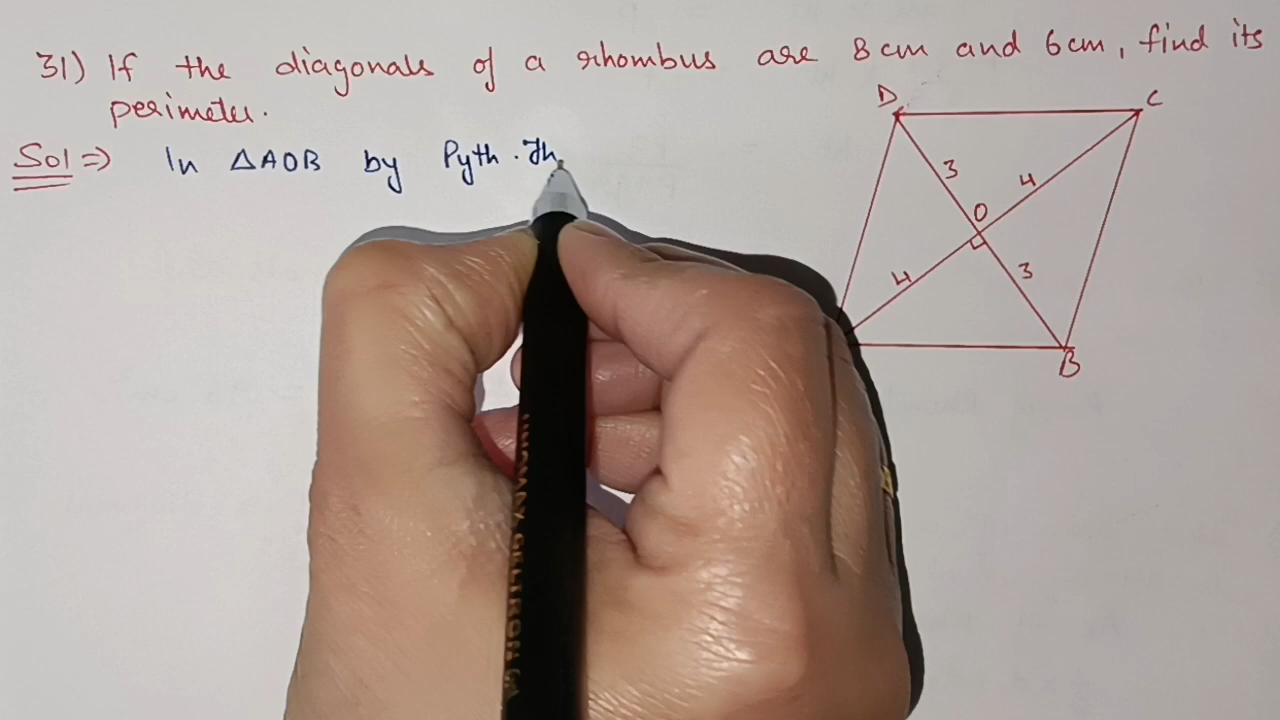 31) If the diagonals of a rhombus are 8 cm and 6 cm, find its
perimeter.
Sol ⇒ In △AOB by Pyth. Th
D
C
3
4
O
4
3
B